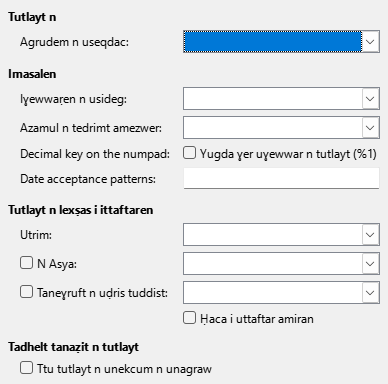 Tutlayt n
Agrudem n useqdac:
Imasalen
Iɣewwaṛen n usideg:
Azamul n tedrimt amezwer:
Decimal key on the numpad: Yugda ɣer uɣewwar n tutlayt (%1)
Date acceptance patterns:
Tutlayt n lexṣas i ittaftaren
Utrim:
N Asya:
Taneɣruft n uḍris tuddist:
Ḥaca i uttaftar amiran
Tadhelt tanaẓit n tutlayt
Ttu tutlayt n unekcum n unagraw